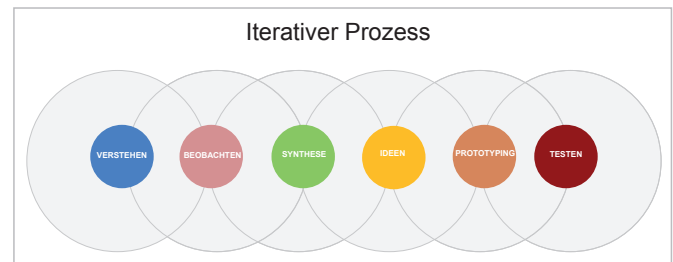 Iterativer Prozess
VERSTEHEN
BEOBACHTEN
SYNTHESE
IDEEN
PROTOTYPING
TESTEN